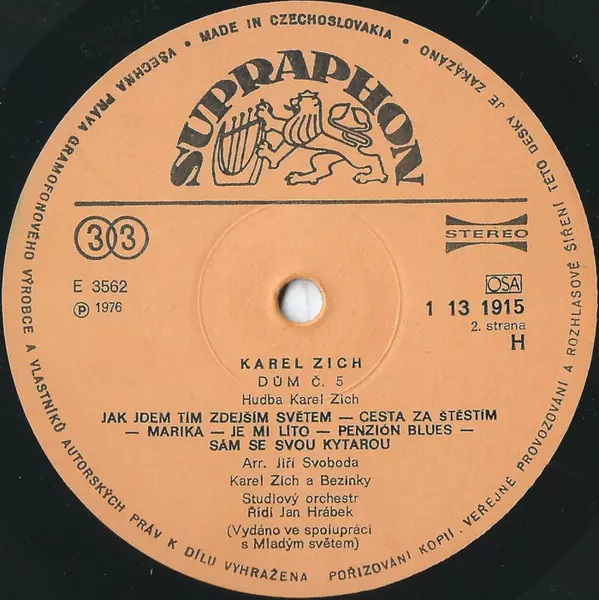 VŠECHNA PRÁVA GRAMOFONOVÉHO VÝROBCE A VLASTNÍKŮ AUTORSKÝCH PRÁV K DÍLU VYHRAŽENA POŘIZOVÁNÍ KOPIÍ, VEŘEJNÉ PROVOZOVÁNÍ A ROZHLASOVÉ ŠÍŘENÍ TÉTO DESKY JE ZAKÁZÁNO
• MADE IN CZECHOSLOVAKIA •
SUPRAPHON
33
STEREO
E 3562
OSA
Ⓟ 1976
1 13 1915
2. strana
H
KAREL ZICH
DŮM Č. 5
Hudba Karel Zich
JAK JDEM TÍM ZDEJŠÍM SVĚTEM — CESTA ZA ŠTĚSTÍM
— MARIKA — JE MI LÍTO — PENZIÓN BLUES —
SÁM SE SVOU KYTAROU
Arr. Jiří Svoboda
Karel Zich a Bezinky
Studiový orchestr
Řídí Jan Hrábek
(Vydáno ve spolupráci
s Mladým světem)